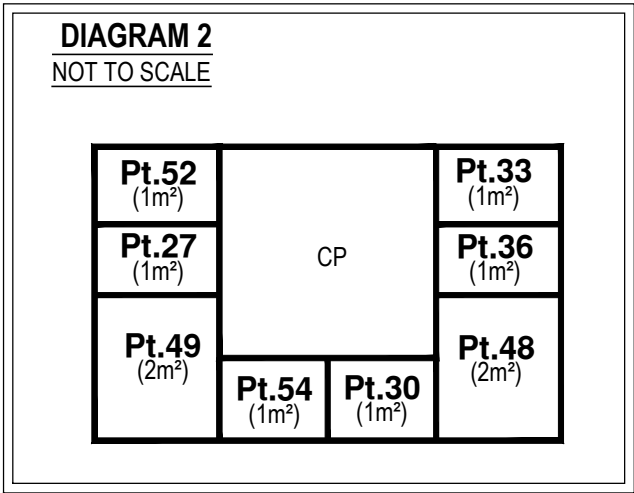 DIAGRAM 2
NOT TO SCALE
Pt.52
(1m²)
Pt.27
(1m²)
Pt.49
(2m²)
CP
Pt.54
(1m²)
Pt.30
(1m²)
Pt.33
(1m²)
Pt.36
(1m²)
Pt.48
(2m²)